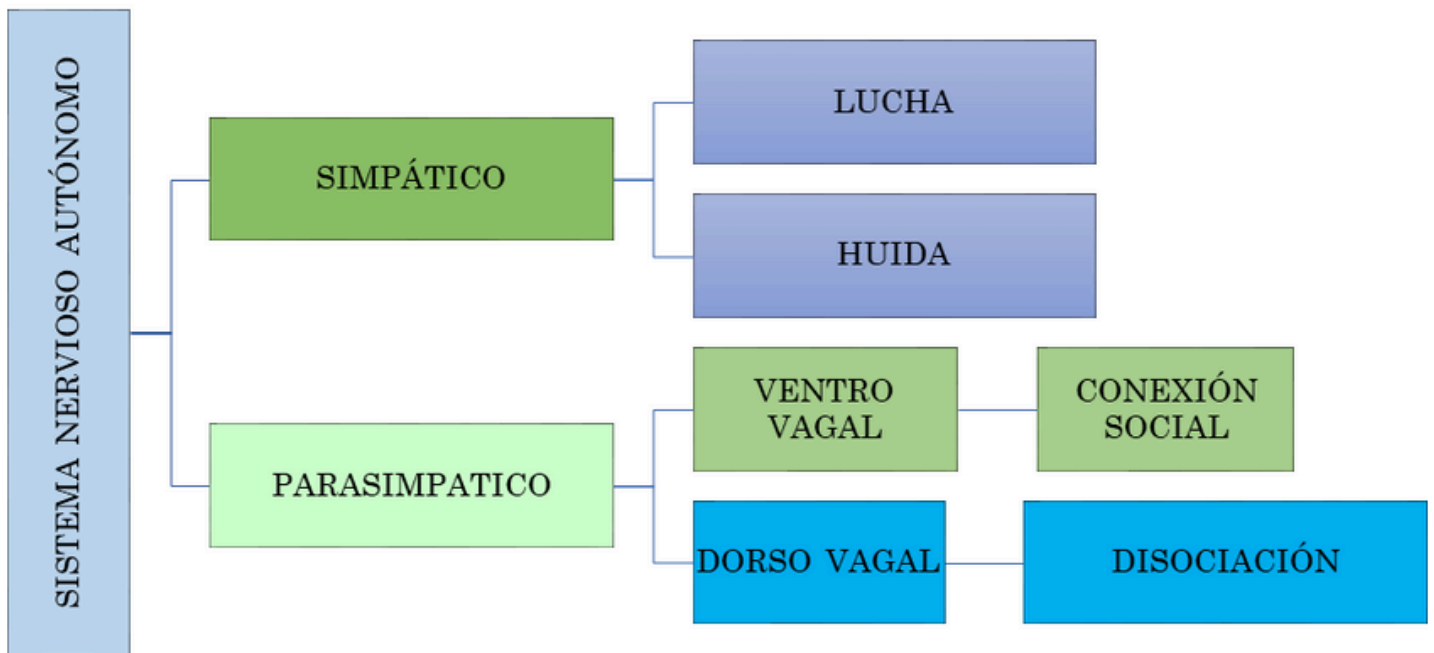 SISTEMA NERVIOSO AUTÓNOMO
SIMPÁTICO
LUCHA
HUIDA
PARASIMPATICO
VENTRO
VAGAL
CONEXIÓN
SOCIAL
DORSO VAGAL
DISOCIACIÓN